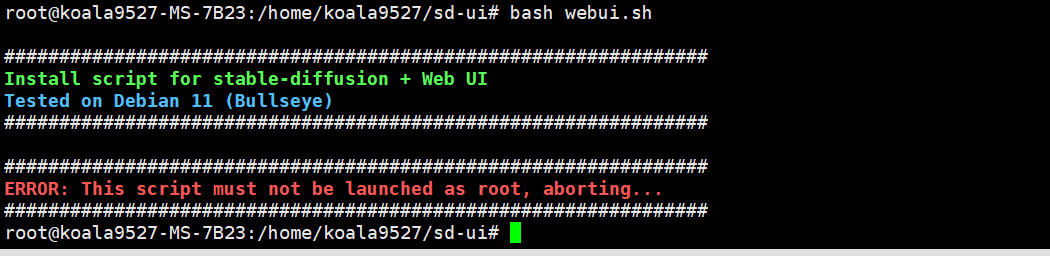 root@koala9527-MS-7B23:/home/koala9527/sd-ui# bash webui.sh
################################################################
Install script for stable-diffusion + Web UI
Tested on Debian 11 (Bullseye)
################################################################
################################################################
ERROR: This script must not be launched as root, aborting...
################################################################
root@koala9527-MS-7B23:/home/koala9527/sd-ui#